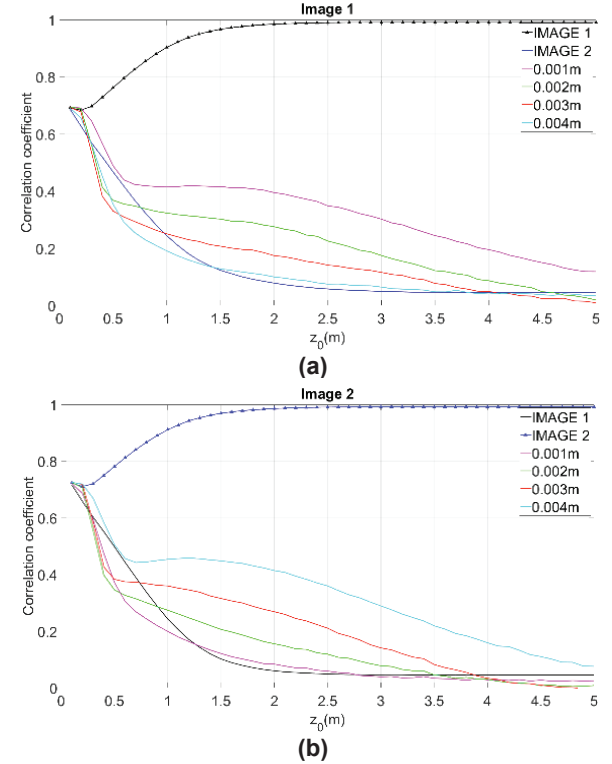 Image 1
Correlation coefficient
1
0.8
0.6
0.4
0.2
0
0 0.5 1 1.5 2 2.5 3 3.5 4 4.5 5
z0(m)
IMAGE 1
IMAGE 2
0.001m
0.002m
0.003m
0.004m
(a)
Image 2
Correlation coefficient
1
0.8
0.6
0.4
0.2
0
0 0.5 1 1.5 2 2.5 3 3.5 4 4.5 5
z0(m)
IMAGE 1
IMAGE 2
0.001m
0.002m
0.003m
0.004m
(b)